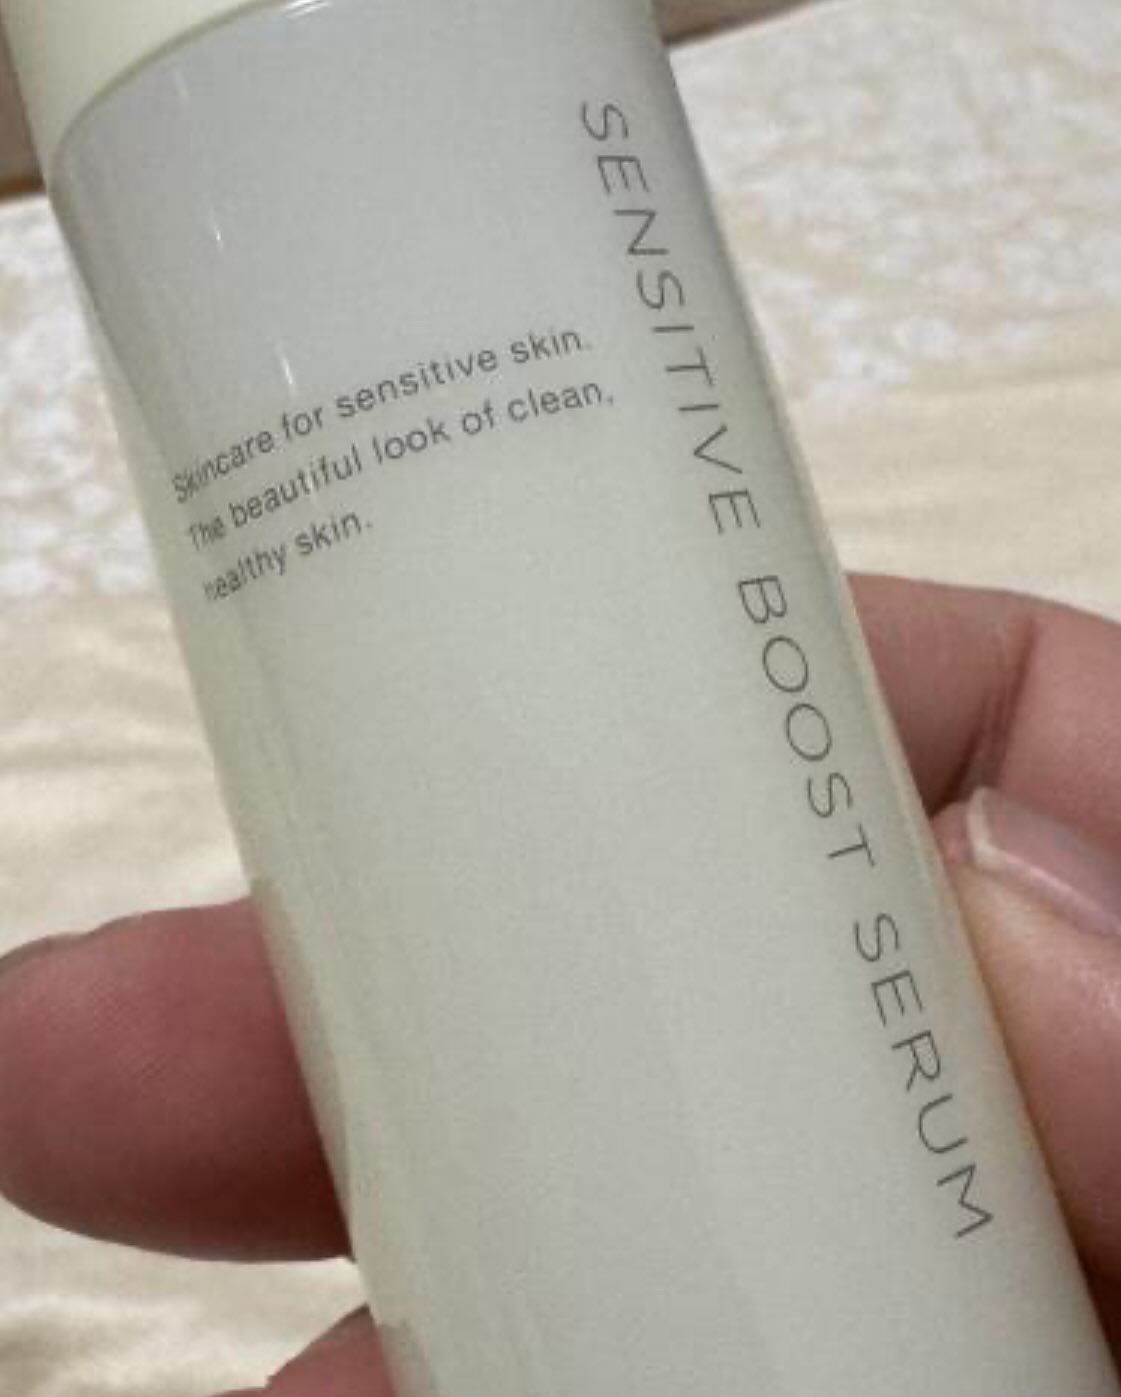 Skincare for sensitive skin.
The beautiful look of clean,
healthy skin.
SENSITIVE BOOST SERUM